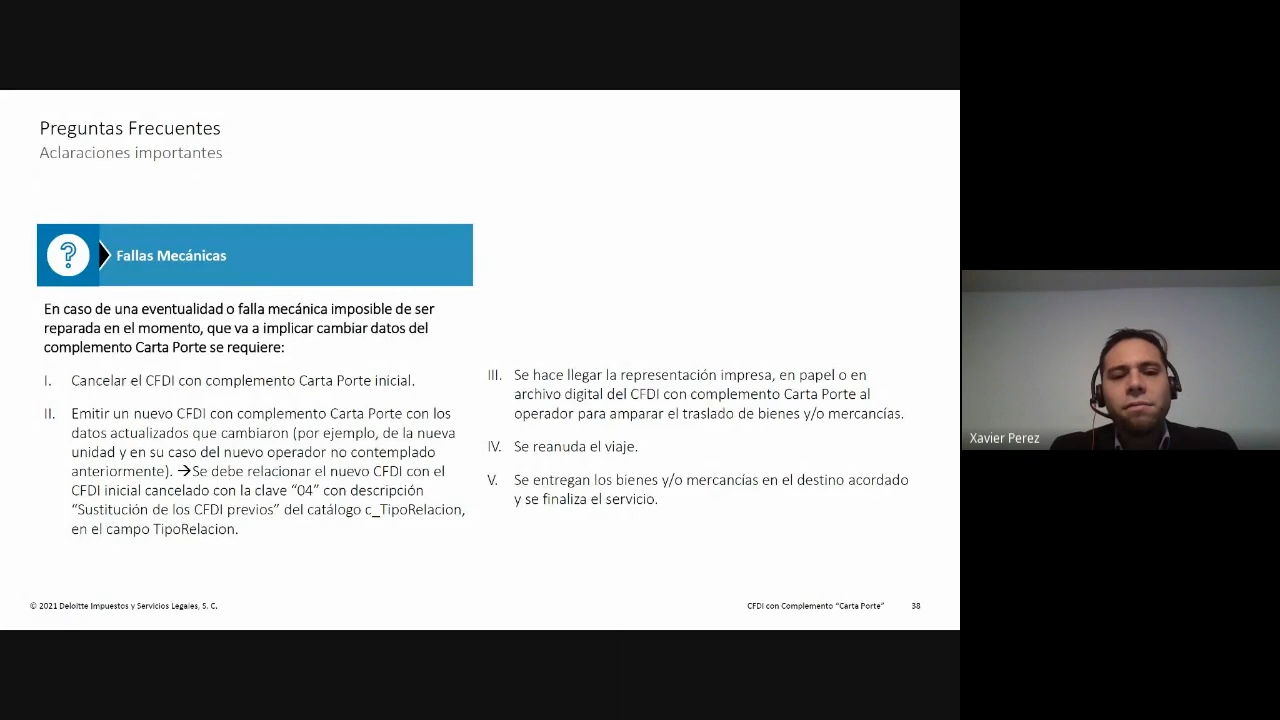 Preguntas Frecuentes
Aclaraciones importantes
Fallas Mecánicas
En caso de una eventualidad o falla mecánica imposible de ser
reparada en el momento, que va a implicar cambiar datos del
complemento Carta Porte se requiere:
I. Cancelar el CFDI con complemento Carta Porte inicial.
II. Emitir un nuevo CFDI con complemento Carta Porte con los
datos actualizados que cambiaron (por ejemplo, de la nueva
unidad y en su caso del nuevo operador no contemplado
anteriormente). →Se debe relacionar el nuevo CFDI con el
CFDI inicial cancelado con la clave “04” con descripción
“Sustitución de los CFDI previos” del catálogo c_TipoRelacion,
en el campo TipoRelacion.
III. Se hace llegar la representación impresa, en papel o en
archivo digital del CFDI con complemento Carta Porte al
operador para amparar el traslado de bienes y/o mercancías.
IV. Se reanuda el viaje.
V. Se entregan los bienes y/o mercancías en el destino acordado
y se finaliza el servicio.
© 2021 Deloitte Impuestos y Servicios Legales, S. C.
CFDI con Complemento “Carta Porte” 38
Xavier Perez